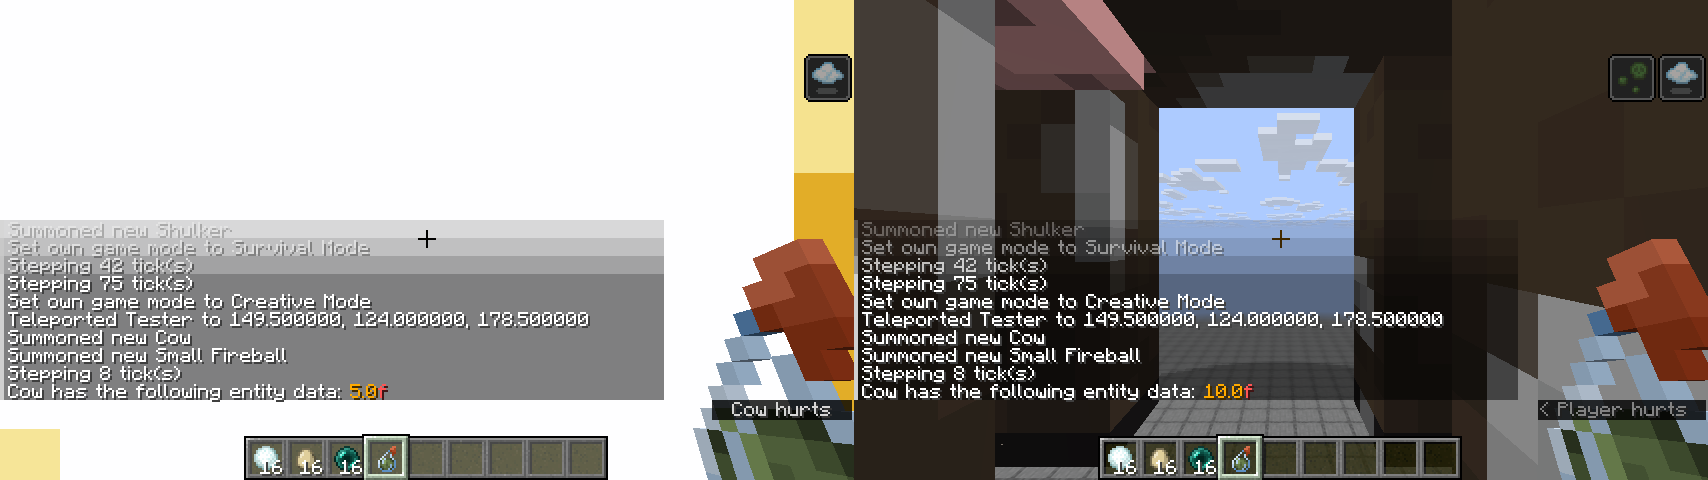 Summoned new Shulker
Set own game mode to Survival Mode
Stepping 42 tick(s)
Stepping 75 tick(s)
Set own game mode to Creative Mode
Teleported Tester to 149.500000, 124.000000, 178.500000
Summoned new Cow
Summoned new Small Fireball
Stepping 8 tick(s)
Cow has the following entity data: 5.0f
Cow hurts
16 16 16
Summoned new Shulker
Set own game mode to Survival Mode
Stepping 42 tick(s)
Stepping 75 tick(s)
Set own game mode to Creative Mode
Teleported Tester to 149.500000, 124.000000, 178.500000
Summoned new Cow
Summoned new Small Fireball
Stepping 8 tick(s)
Cow has the following entity data: 10.0f
< Player hurts
16 16 16